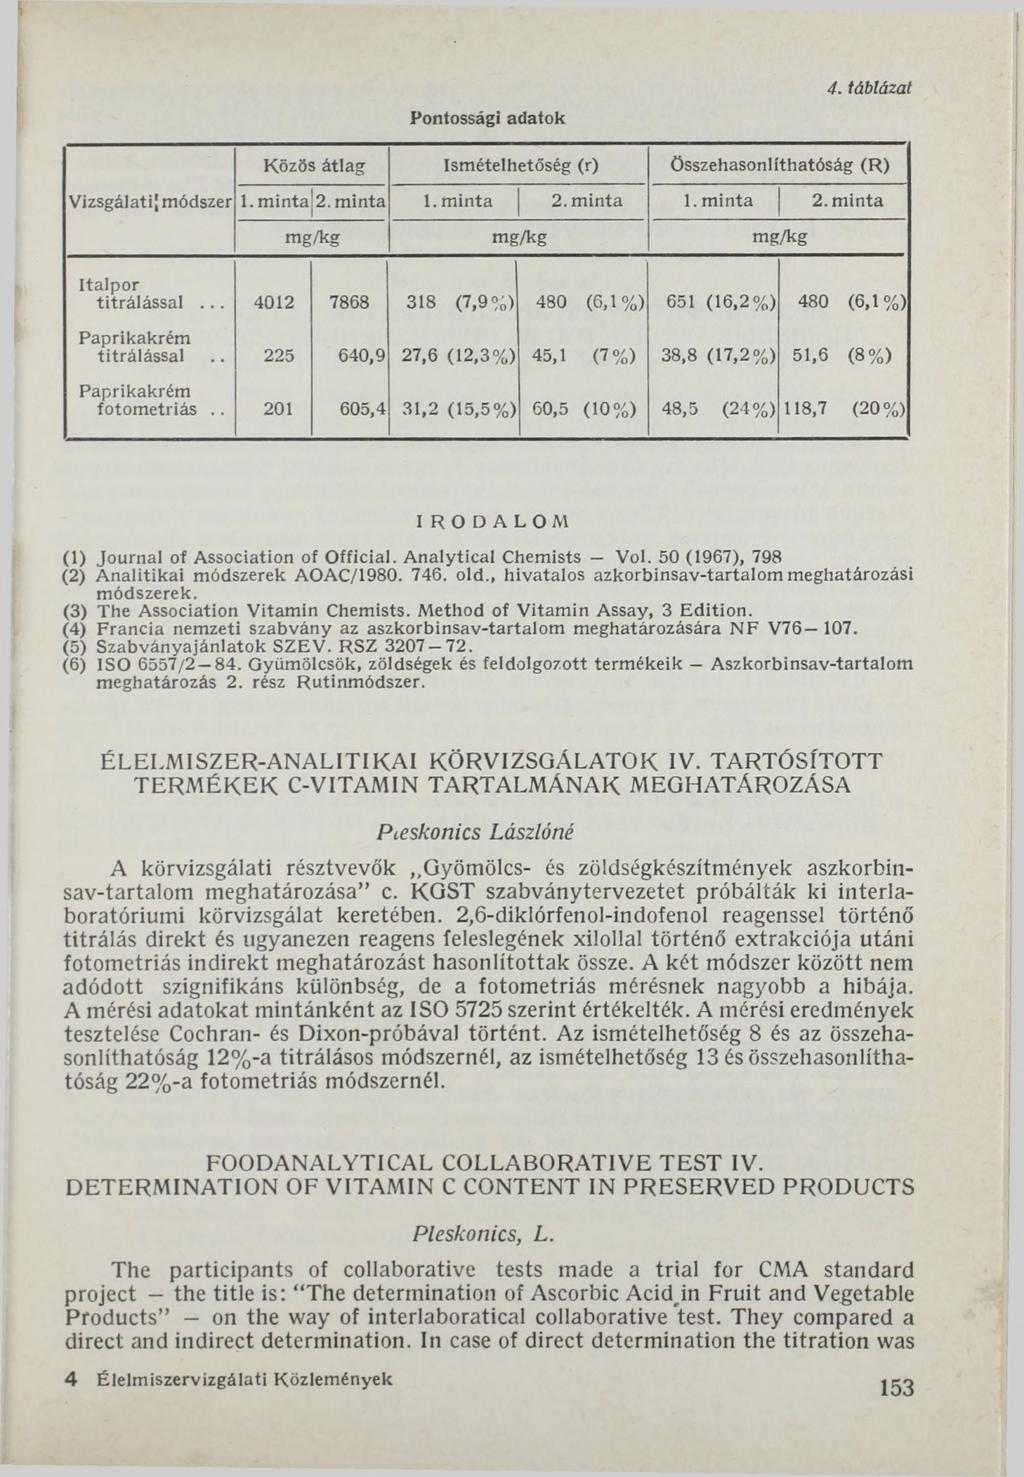 4. táblázat
Pontossági adatok
Vizsgálati módszer | Közös átlag | Ismételhetőség (r) | Összehasonlíthatóság (R)
1. minta | 2. minta | 1. minta | 2. minta | 1. minta | 2. minta
mg/kg | mg/kg | mg/kg
Italpor
titrálással ... 4012 7868 318 (7,9%) 480 (6,1%) 651 (16,2%) 480 (6,1%)
Paprikakrém
titrálással .. 225 640,9 27,6 (12,3%) 45,1 (7%) 38,8 (17,2%) 51,6 (8%)
Paprikakrém
fotometriás .. 201 605,4 31,2 (15,5%) 60,5 (10%) 48,5 (24%) 118,7 (20%)
IRODALOM
(1) Journal of Association of Official. Analytical Chemists — Vol. 50 (1967), 798
(2) Analitikai módszerek AOAC/1980. 746. old., hivatalos azkorbinsav-tartalom meghatározási
módszerek.
(3) The Association Vitamin Chemists. Method of Vitamin Assay, 3 Edition.
(4) Francia nemzeti szabvány az aszkorbinsav-tartalom meghatározására NF V76—107.
(5) Szabványajánlatok SZEV. RSZ 3207—72.
(6) ISO 6557/2—84. Gyümölcsök, zöldségek és feldolgozott termékeik — Aszkorbinsav-tartalom
meghatározás 2. rész Rutinmódszer.
ÉLELMISZER-ANALITIKAI KÖRVIZSGÁLATOK IV. TARTÓSÍTOTT
TERMÉKEK C-VITAMIN TARTALMÁNAK MEGHATÁROZÁSA
Pleskonics Lászlóné
A körvizsgálati résztvevők „Gyömölcs- és zöldségkészítmények aszkorbin-
sav-tartalom meghatározása” c. KGST szabványtervezetet próbálták ki interla-
boratóriumi körvizsgálat keretében. 2,6-diklórfenol-indofenol reagenssel történő
titrálás direkt és ugyanezen reagens feleslegének xilollal történő extrakciója utáni
fotometriás indirekt meghatározást hasonlítottak össze. A két módszer között nem
adódott szignifikáns különbség, de a fotometriás mérésnek nagyobb a hibája.
A mérési adatokat mintánként az ISO 5725 szerint értékelték. A mérési eredmények
tesztelése Cochran- és Dixon-próbával történt. Az ismételhetőség 8 és az összeha-
sonlíthatóság 12%-a titrálásos módszernél, az ismételhetőség 13 és összehasonlítha-
tóság 22%-a fotometriás módszernél.
FOODANALYTICAL COLLABORATIVE TEST IV.
DETERMINATION OF VITAMIN C CONTENT IN PRESERVED PRODUCTS
Pleskonics, L.
The participants of collaborative tests made a trial for CMA standard
project — the title is: “The determination of Ascorbic Acid in Fruit and Vegetable
Products” — on the way of interlaboratical collaborative test. They compared a
direct and indirect determination. In case of direct determination the titration was
4 Élelmiszervizgálati Közlemények
153